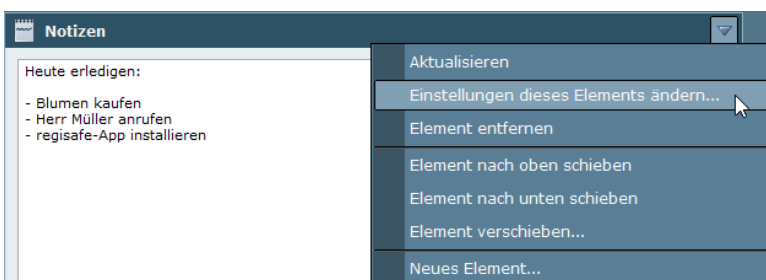 Notizen
Heute erledigen:
- Blumen kaufen
- Herr Müller anrufen
- regisafe-App installieren
Aktualisieren
Einstellungen dieses Elements ändern...
Element entfernen
Element nach oben schieben
Element nach unten schieben
Element verschieben...
Neues Element...